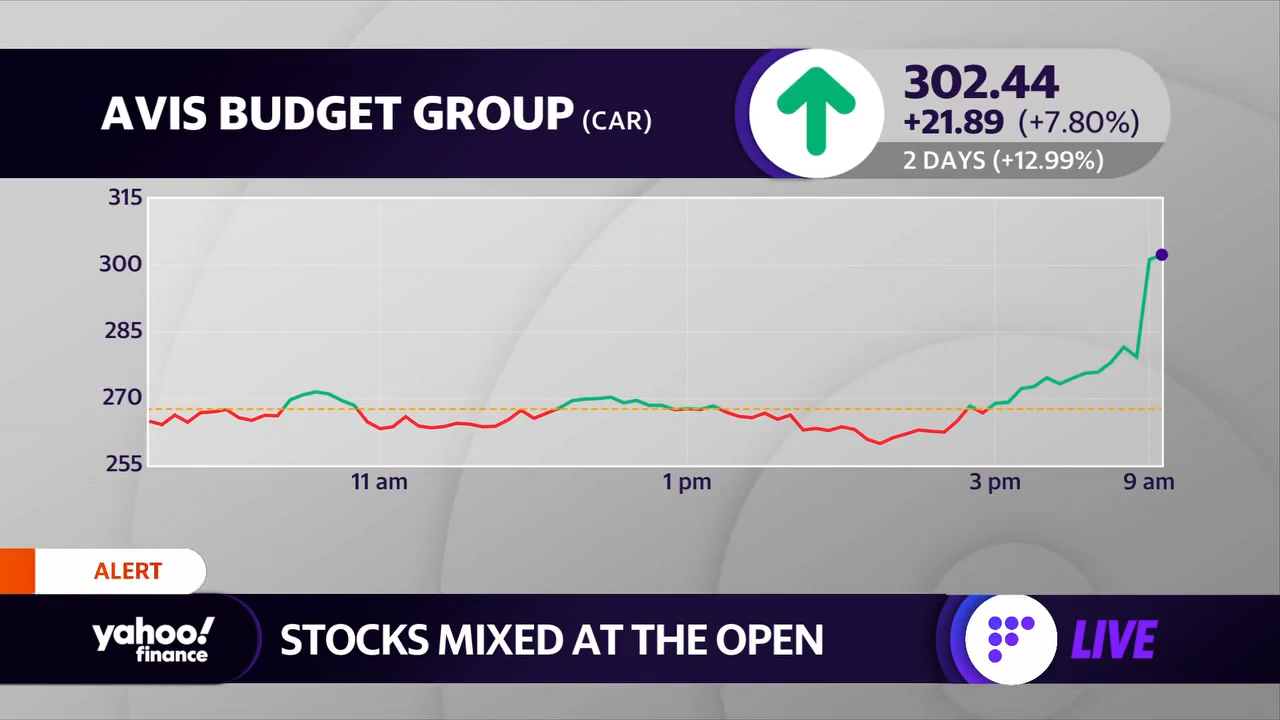 AVIS BUDGET GROUP (CAR)
302.44
+21.89 (+7.80%)
2 DAYS (+12.99%)
315
300
285
270
255
11 am
1 pm
3 pm
9 am
ALERT
yahoo!
finance
STOCKS MIXED AT THE OPEN
LIVE